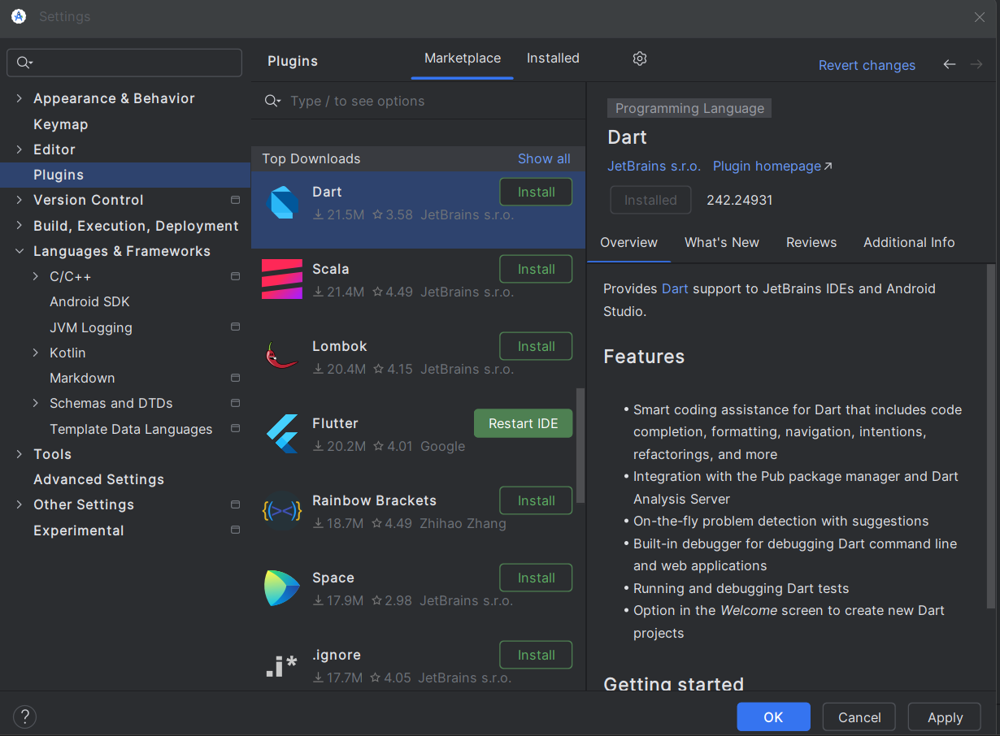 Settings
Plugins
Marketplace
Installed
Revert changes
Appearance & Behavior
Keymap
Editor
Plugins
Version Control
Build, Execution, Deployment
Languages & Frameworks
C/C++
Android SDK
JVM Logging
Kotlin
Markdown
Schemas and DTDs
Template Data Languages
Tools
Advanced Settings
Other Settings
Experimental
Type / to see options
Top Downloads Show all
Dart Install
21.5M 3.58 JetBrains s.r.o.
Scala Install
21.4M 4.49 JetBrains s.r.o.
Lombok Install
20.4M 4.15 JetBrains s.r.o.
Flutter Restart IDE
20.2M 4.01 Google
Rainbow Brackets Install
18.7M 4.49 Zhihao Zhang
Space Install
17.9M 2.98 JetBrains s.r.o.
.i*
.ignore Install
17.7M 4.05 JetBrains s.r.o.
Programming Language
Dart
JetBrains s.r.o. Plugin homepage
Installed 242.24931
Overview What's New Reviews Additional Info
Provides Dart support to JetBrains IDEs and Android
Studio.
Features
• Smart coding assistance for Dart that includes code
completion, formatting, navigation, intentions,
refactorings, and more
• Integration with the Pub package manager and Dart
Analysis Server
• On-the-fly problem detection with suggestions
• Built-in debugger for debugging Dart command line
and web applications
• Running and debugging Dart tests
• Option in the Welcome screen to create new Dart
projects
Getting started
?
OK Cancel Apply